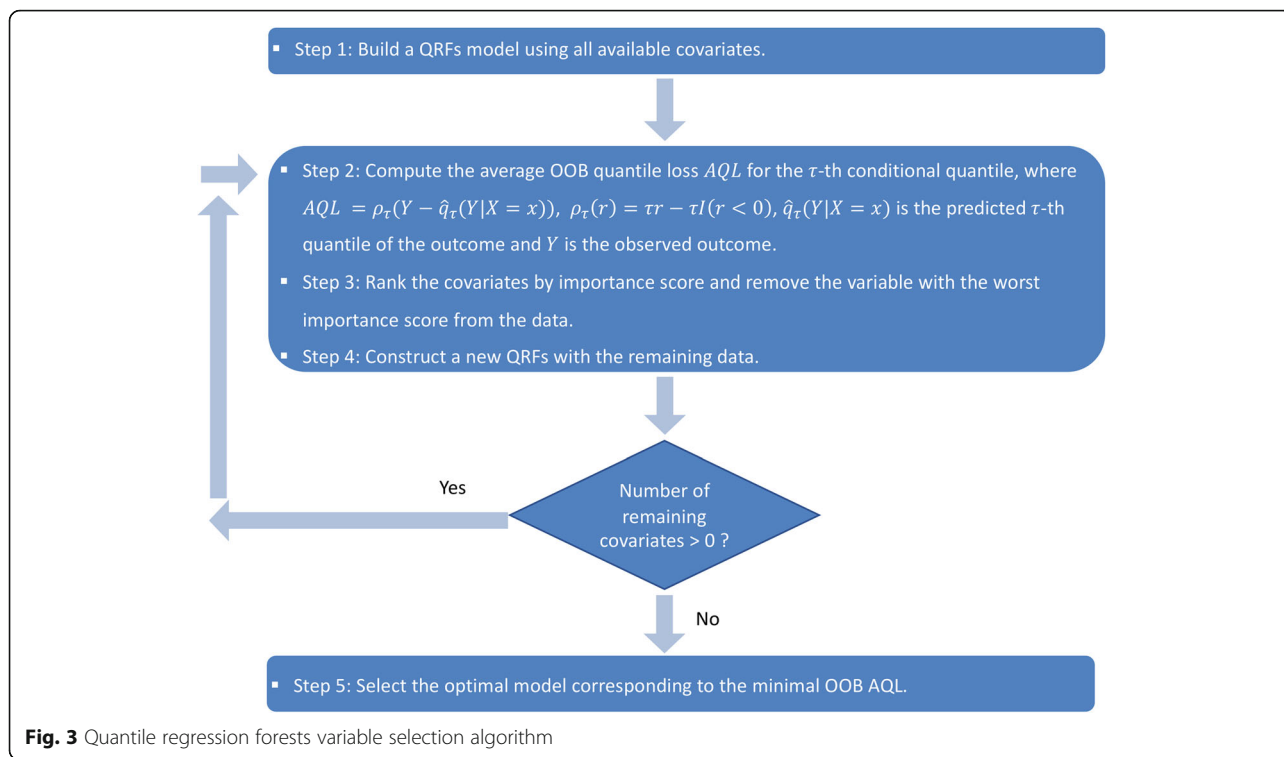 ▪ Step 1: Build a QRFs model using all available covariates.
▪ Step 2: Compute the average OOB quantile loss AQL for the τ-th conditional quantile, where
AQL = ρ_τ(Y − q̂_τ(Y|X = x)), ρ_τ(r) = τr − τI(r < 0), q̂_τ(Y|X = x) is the predicted τ-th
quantile of the outcome and Y is the observed outcome.
▪ Step 3: Rank the covariates by importance score and remove the variable with the worst
importance score from the data.
▪ Step 4: Construct a new QRFs with the remaining data.
Yes
Number of
remaining
covariates > 0 ?
No
▪ Step 5: Select the optimal model corresponding to the minimal OOB AQL.
Fig. 3 Quantile regression forests variable selection algorithm